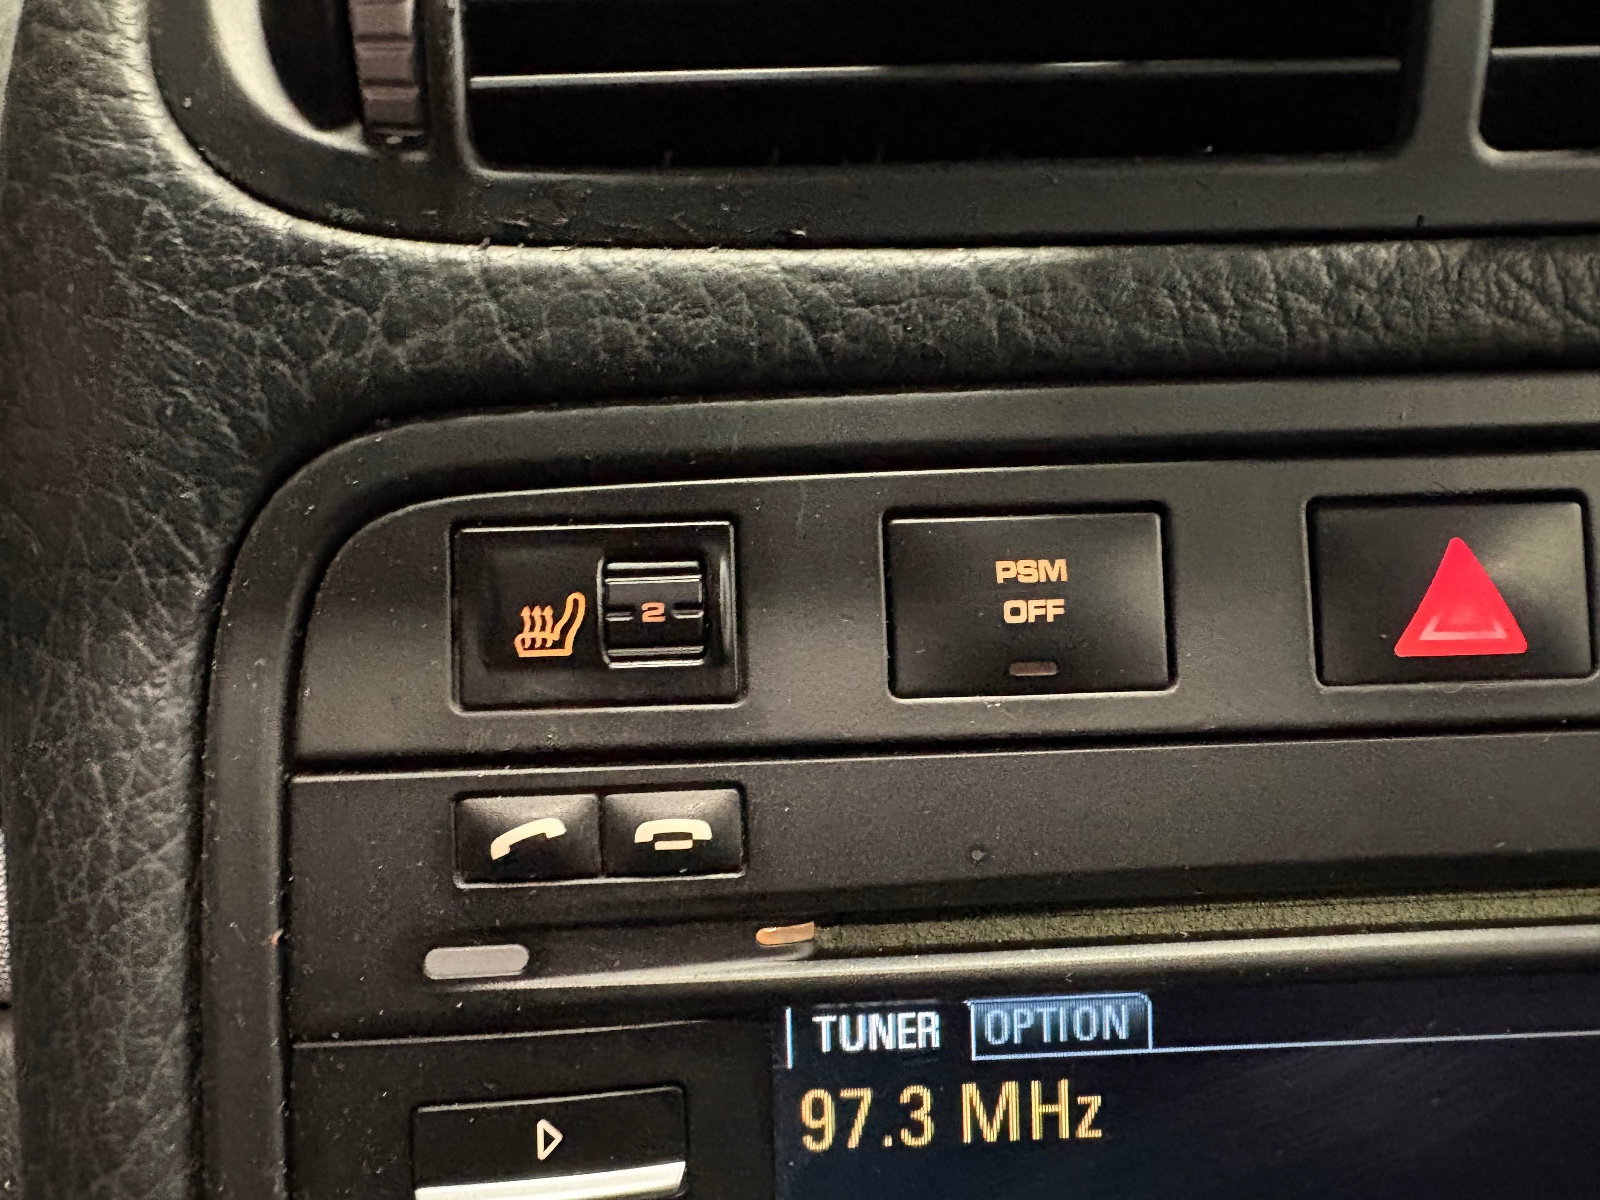 2
PSM
OFF
TUNER OPTION
97.3 MHz